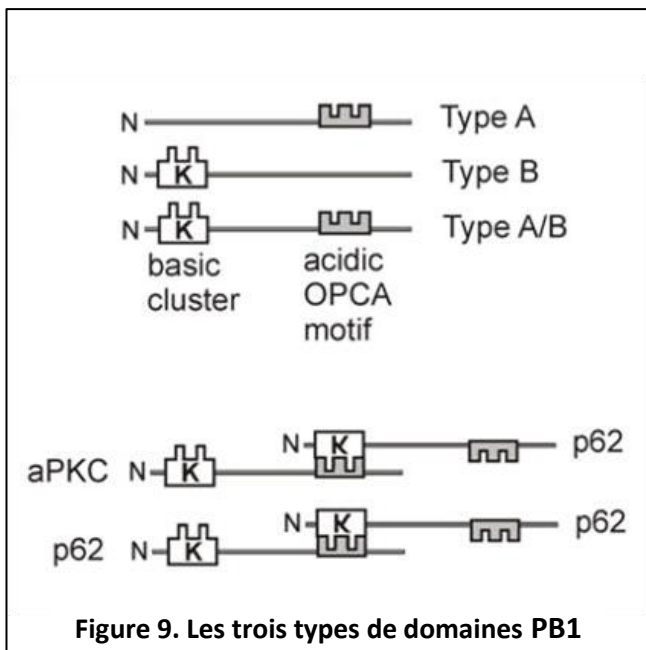 N Type A
N K Type B
N K Type A/B
basic acidic
cluster OPCA
motif
N K p62
aPKC N K
N K p62
p62 N K
Figure 9. Les trois types de domaines PB1